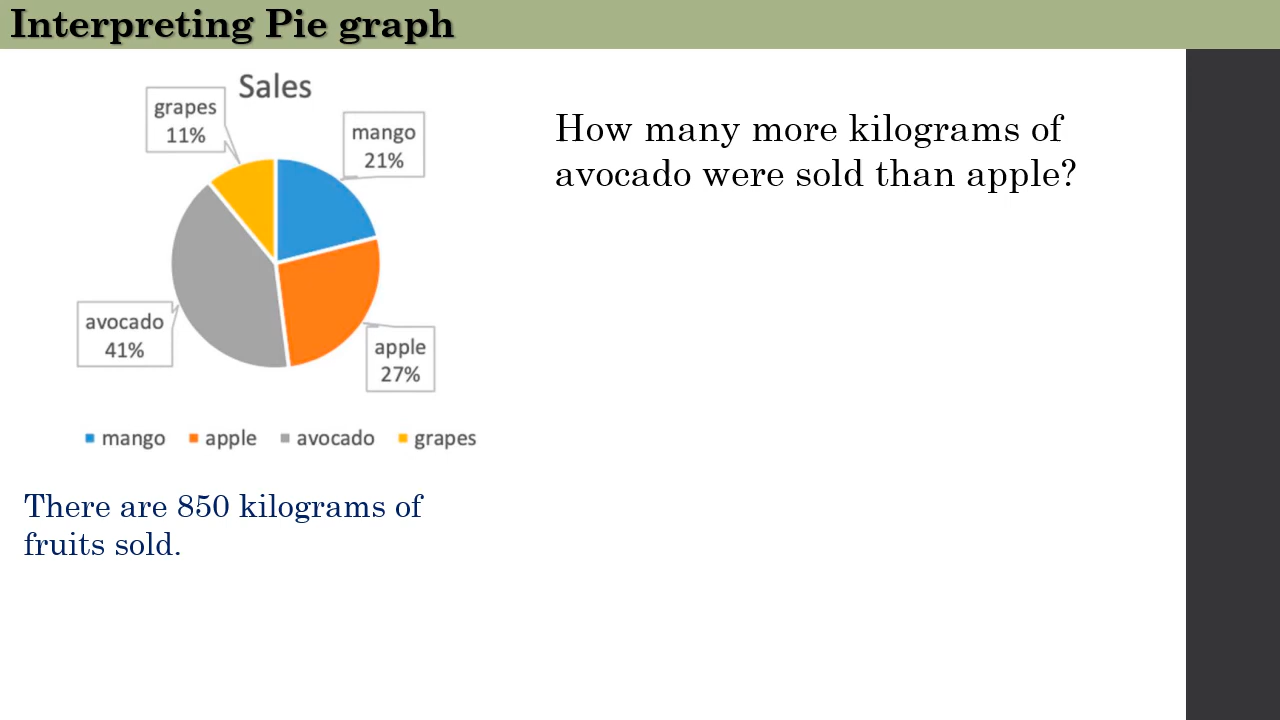 Interpreting Pie graph
Sales
grapes
11%
mango
21%
avocado
41%
apple
27%
mango apple avocado grapes
There are 850 kilograms of
fruits sold.
How many more kilograms of
avocado were sold than apple?